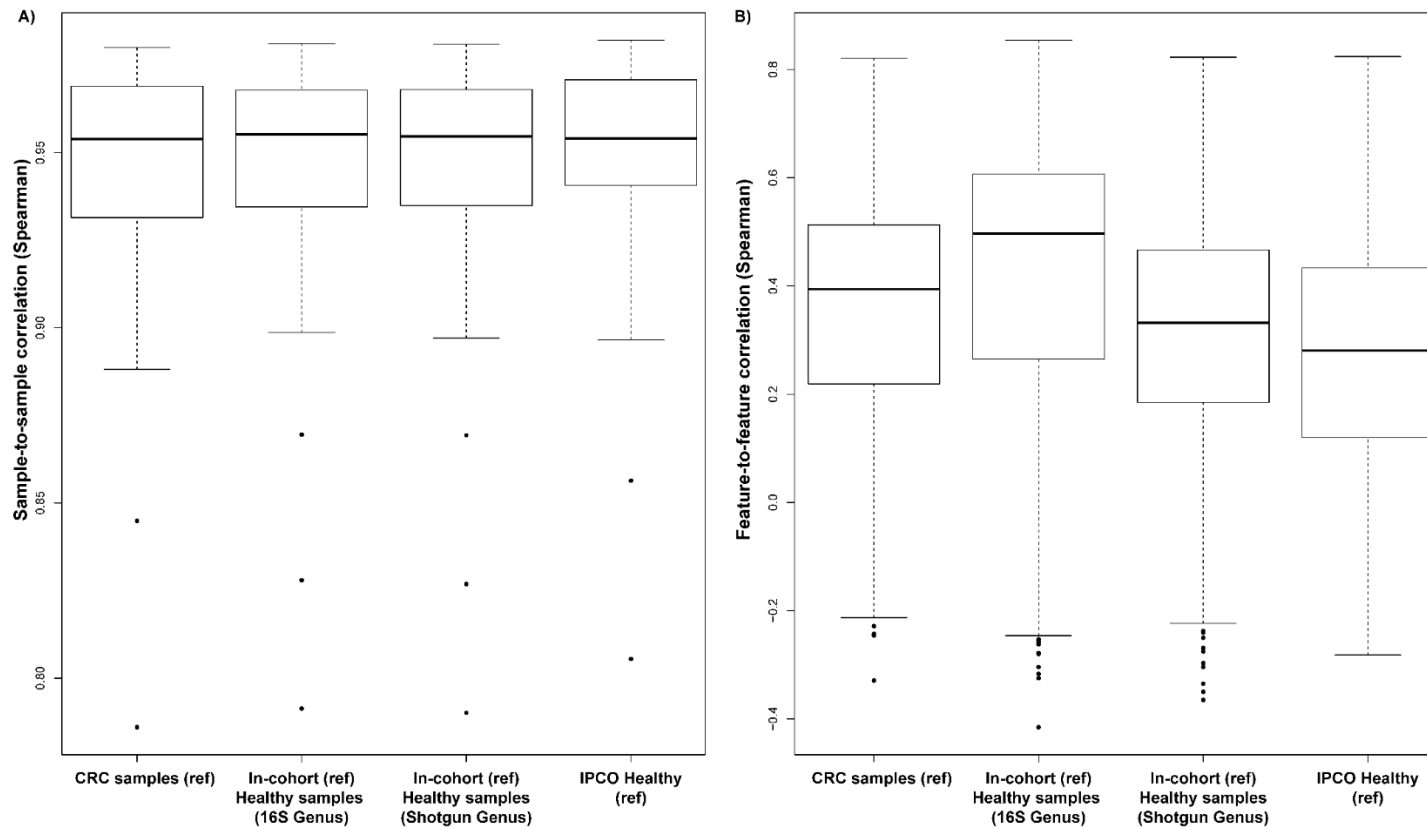 A)
Sample-to-sample correlation (Spearman)
0.95
0.90
0.85
0.80
CRC samples (ref)
In-cohort (ref)
Healthy samples
(16S Genus)
In-cohort (ref)
Healthy samples
(Shotgun Genus)
IPCO Healthy
(ref)
B)
Feature-to-feature correlation (Spearman)
0.8
0.6
0.4
0.2
0.0
−0.2
−0.4
CRC samples (ref)
In-cohort (ref)
Healthy samples
(16S Genus)
In-cohort (ref)
Healthy samples
(Shotgun Genus)
IPCO Healthy
(ref)